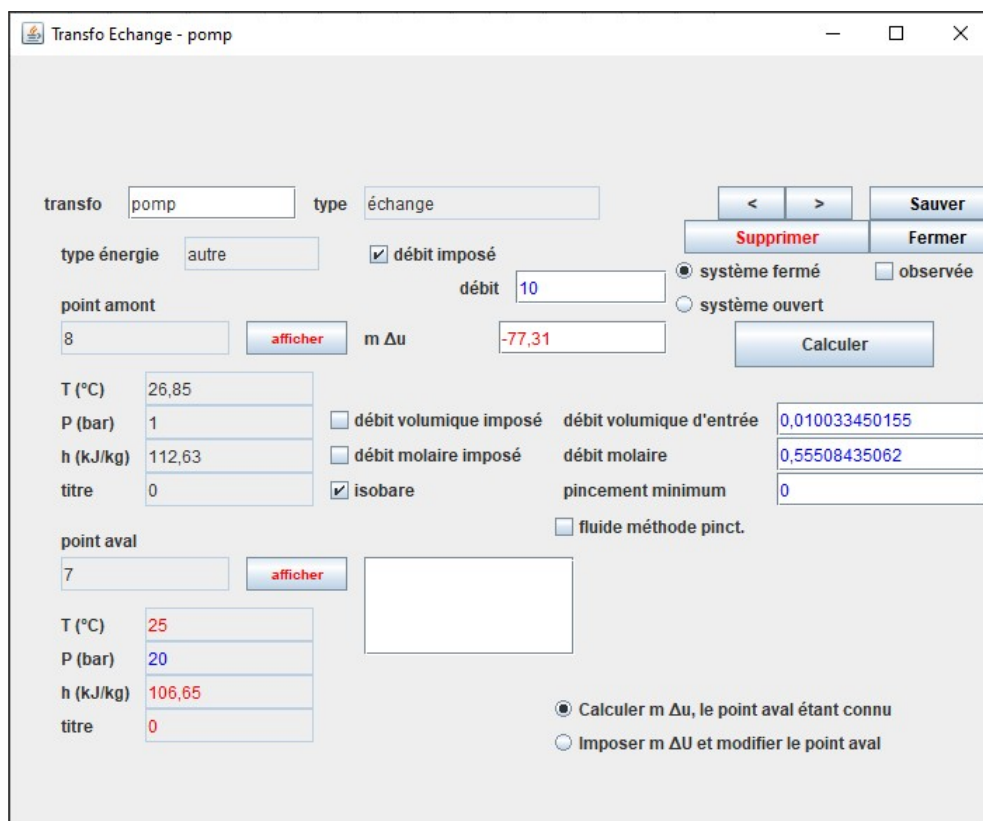 Transfo Echange - pomp
transfo pomp type échange < > Sauver
Supprimer Fermer
type énergie autre débit imposé
système fermé observée
débit 10
système ouvert
point amont
8 afficher m Δu -77,31 Calculer
T (°C) 26,85
P (bar) 1 débit volumique imposé débit volumique d'entrée 0,010033450155
h (kJ/kg) 112,63 débit molaire imposé débit molaire 0,55508435062
titre 0 isobare pincement minimum 0
fluide méthode pinct.
point aval
7 afficher
T (°C) 25
P (bar) 20
h (kJ/kg) 106,65
titre 0
Calculer m Δu, le point aval étant connu
Imposer m ΔU et modifier le point aval